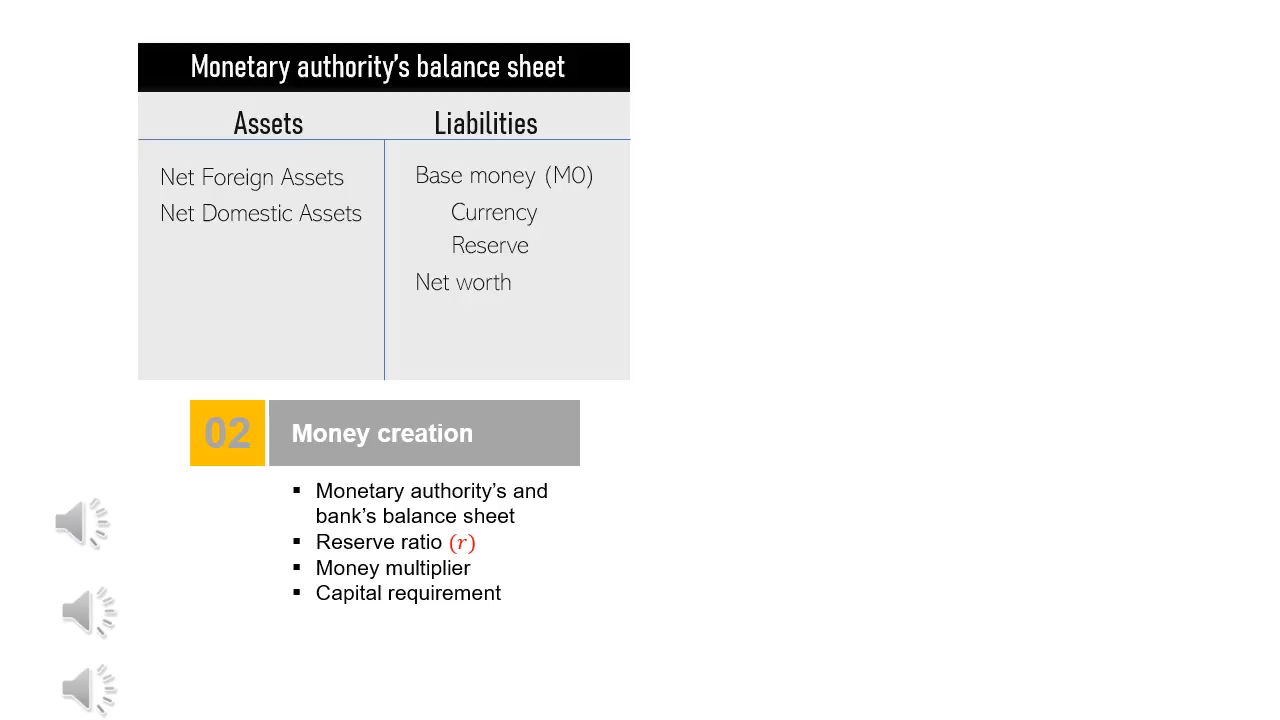 Monetary authority's balance sheet
Assets Liabilities
Net Foreign Assets
Net Domestic Assets
Base money (M0)
Currency
Reserve
Net worth
02 Money creation
▪ Monetary authority's and
bank's balance sheet
▪ Reserve ratio (r)
▪ Money multiplier
▪ Capital requirement